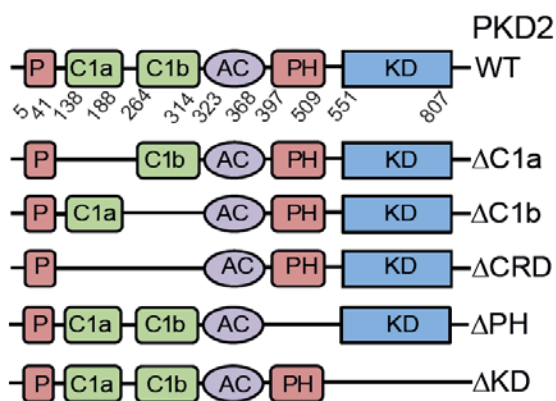 PKD2
P C1a C1b AC PH KD WT
5 41 138 188 264 314 323 368 397 509 551 807
P C1b AC PH KD ΔC1a
P C1a AC PH KD ΔC1b
P AC PH KD ΔCRD
P C1a C1b AC KD ΔPH
P C1a C1b AC PH ΔKD